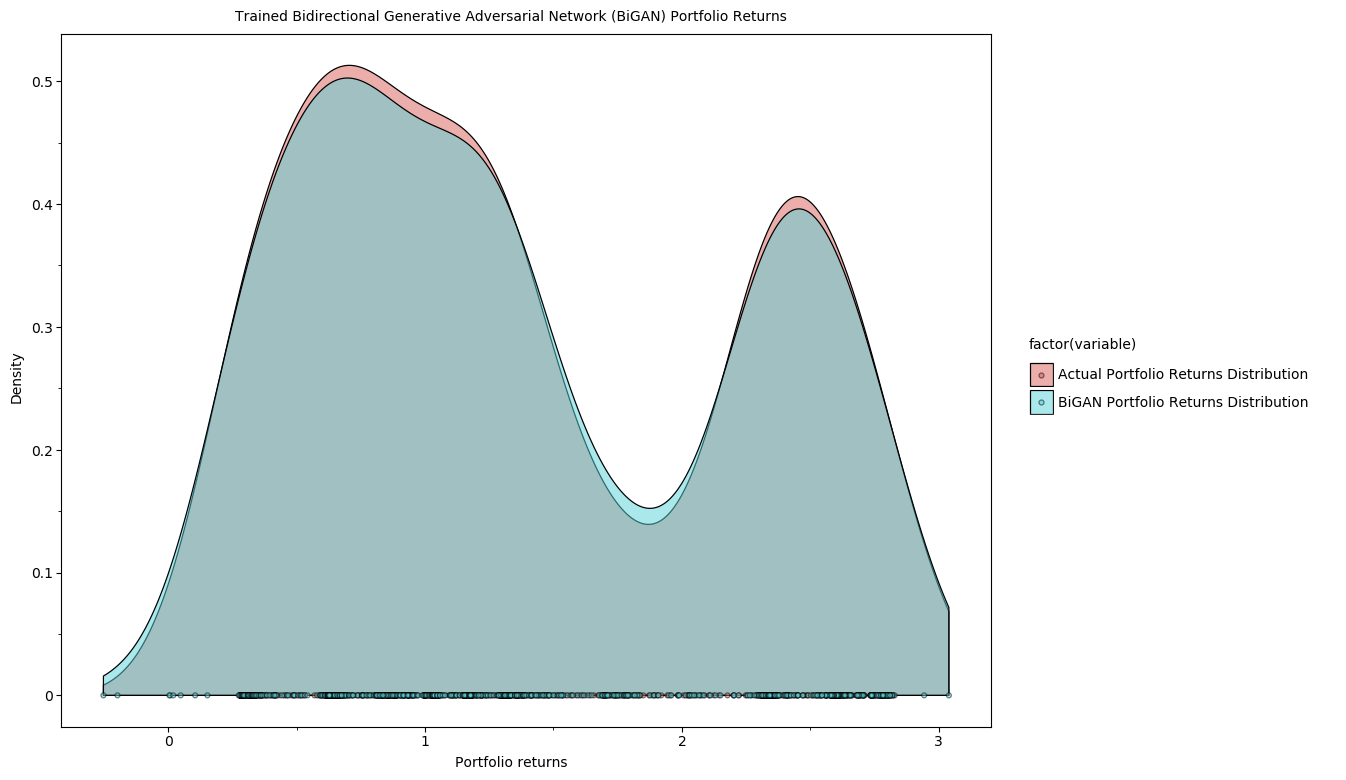 Trained Bidirectional Generative Adversarial Network (BiGAN) Portfolio Returns
0.5
0.4
0.3
0.2
0.1
0
Density
0 1 2 3
Portfolio returns
factor(variable)
Actual Portfolio Returns Distribution
BiGAN Portfolio Returns Distribution